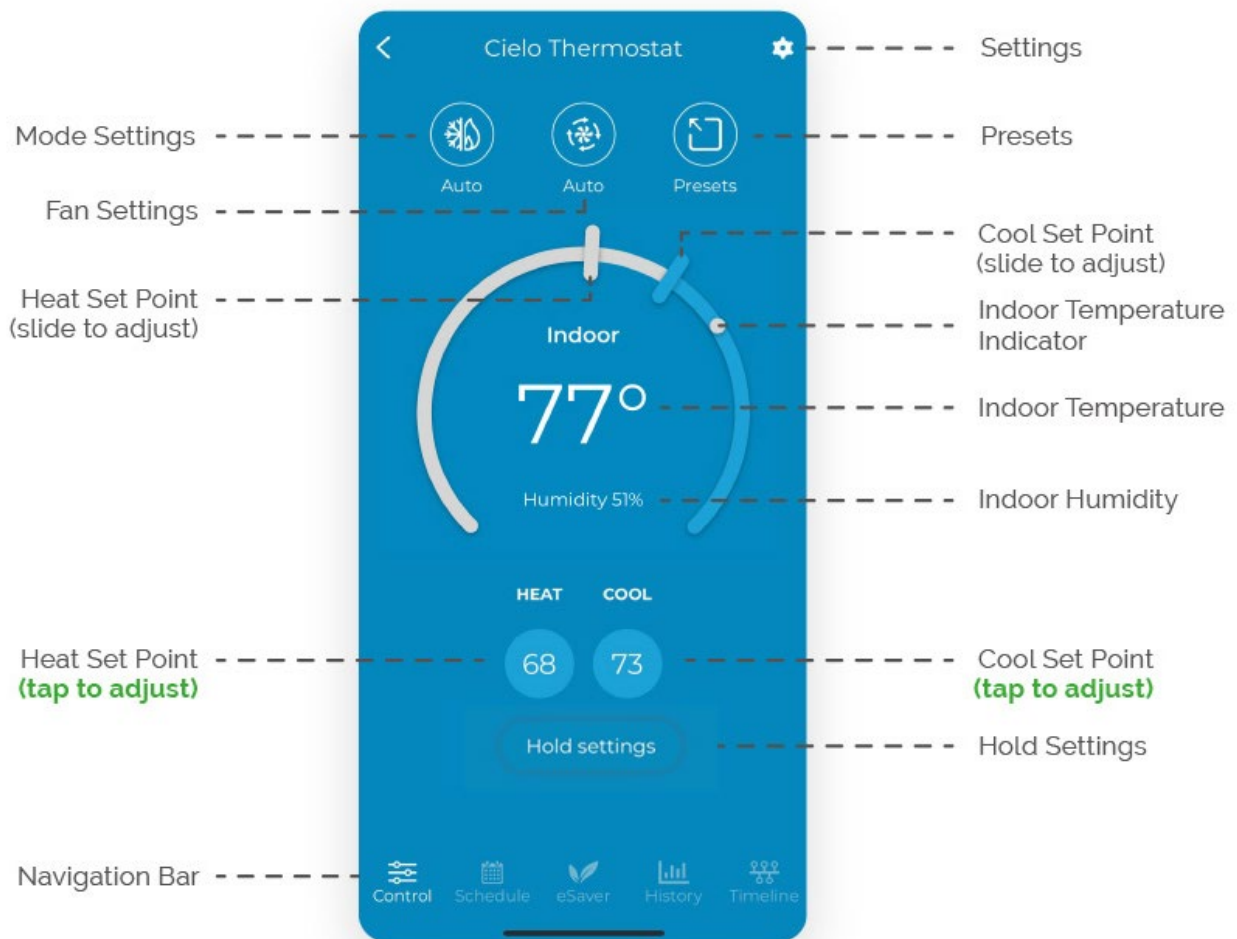 Cielo Thermostat
Settings
Mode Settings
Presets
Auto
Auto
Presets
Fan Settings
Cool Set Point
(slide to adjust)
Heat Set Point
(slide to adjust)
Indoor Temperature
Indicator
Indoor
77°
Indoor Temperature
Humidity 51%
Indoor Humidity
HEAT
COOL
Heat Set Point
(tap to adjust)
68
73
Cool Set Point
(tap to adjust)
Hold settings
Hold Settings
Navigation Bar
Control
Schedule
eSaver
History
Timeline